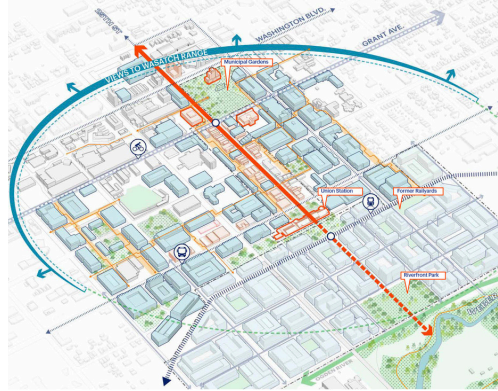 WASHINGTON BLVD.
GRANT AVE.
VIEWS TO WASATCH RANGE
Municipal Gardens
Union Station
Former Railyards
Riverfront Park